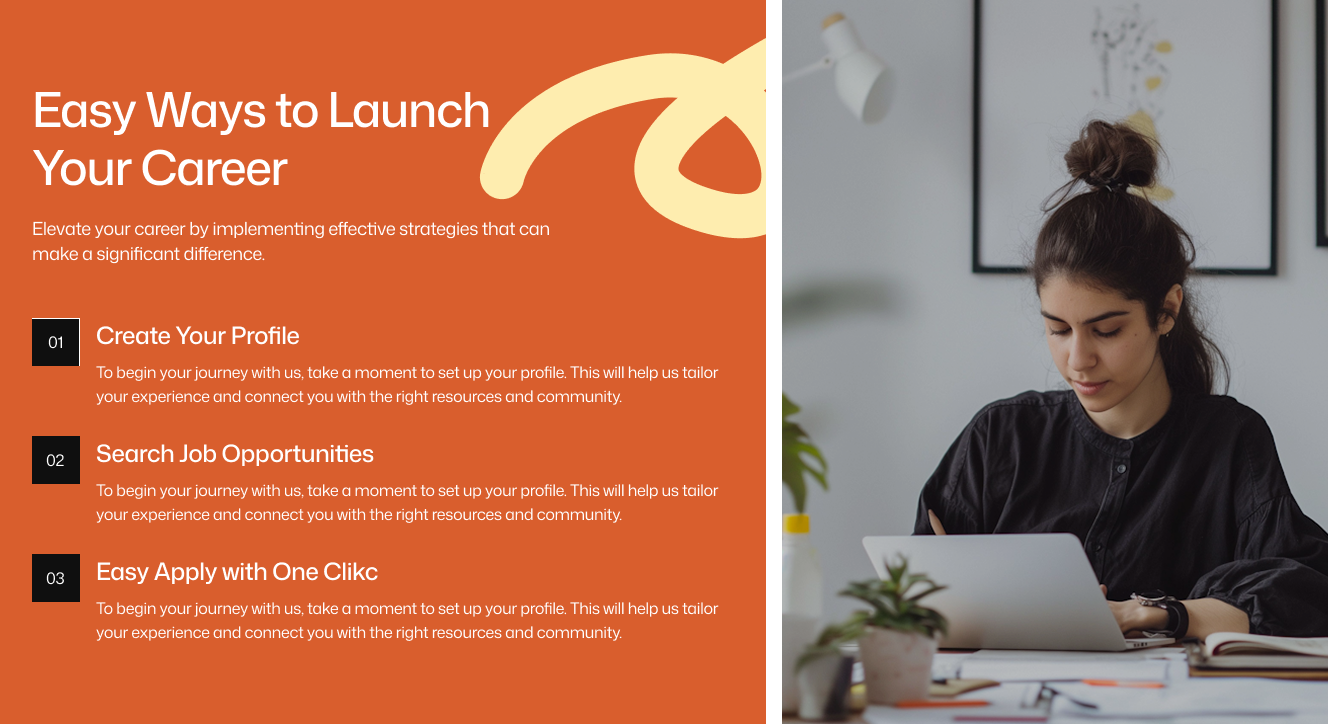 Easy Ways to Launch
Your Career
Elevate your career by implementing effective strategies that can
make a significant difference.
01
Create Your Profile
To begin your journey with us, take a moment to set up your profile. This will help us tailor
your experience and connect you with the right resources and community.
02
Search Job Opportunities
To begin your journey with us, take a moment to set up your profile. This will help us tailor
your experience and connect you with the right resources and community.
03
Easy Apply with One Clikc
To begin your journey with us, take a moment to set up your profile. This will help us tailor
your experience and connect you with the right resources and community.